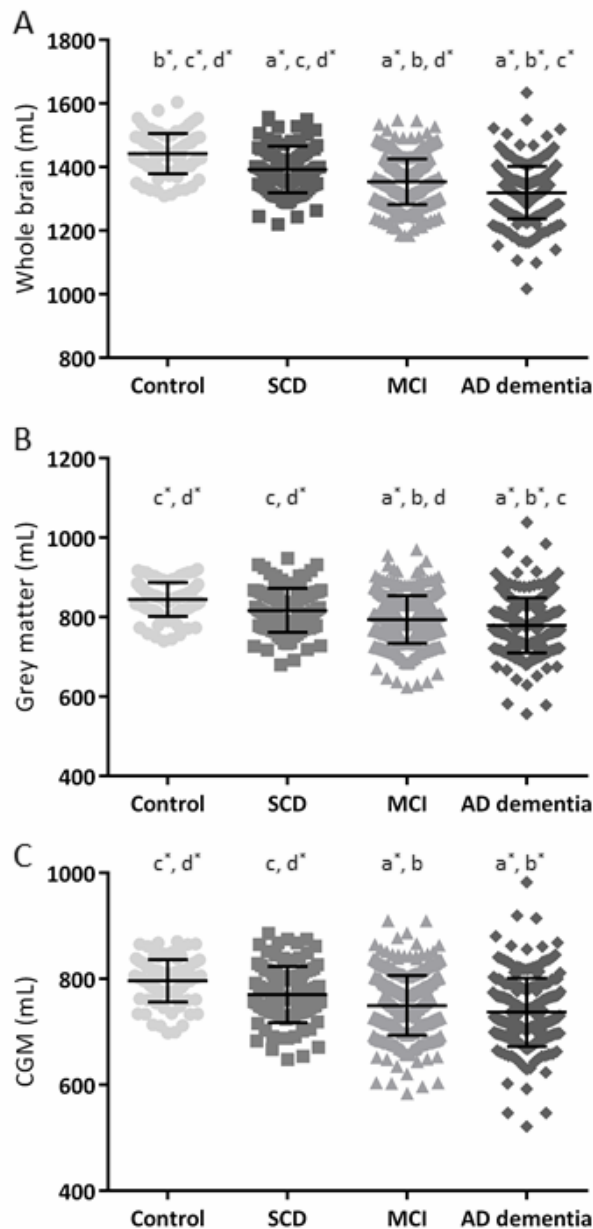 A
1800
1600
1400
1200
1000
800
Whole brain (mL)
b*, c*, d*
a*, c, d*
a*, b, d*
a*, b*, c*
Control
SCD
MCI
AD dementia
B
1200
1000
800
600
400
Grey matter (mL)
c*, d*
c, d*
a*, b, d
a*, b*, c
Control
SCD
MCI
AD dementia
C
1000
800
600
400
CGM (mL)
c*, d*
c, d*
a*, b
a*, b*
Control
SCD
MCI
AD dementia